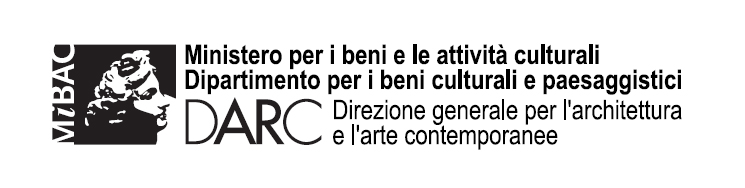 MiBAC
Ministero per i beni e le attività culturali
Dipartimento per i beni culturali e paesaggistici
DARC
Direzione generale per l'architettura
e l'arte contemporanee